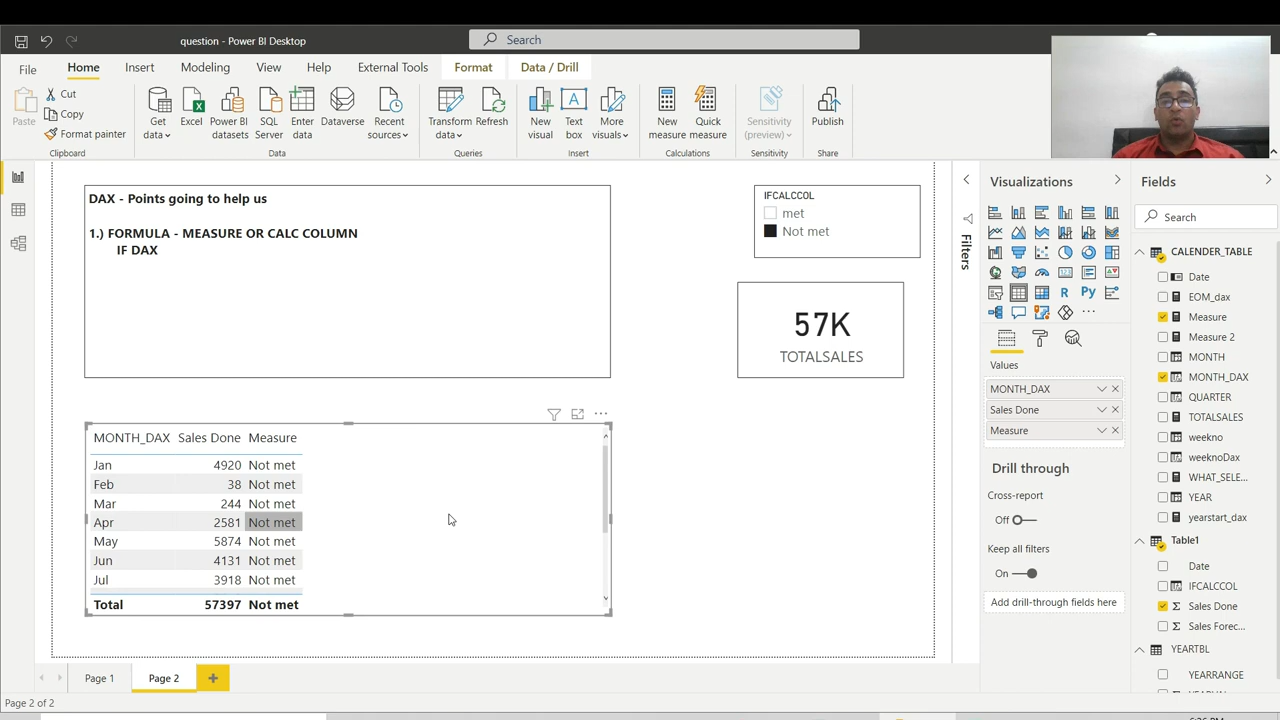 question - Power BI Desktop
Search
File Home Insert Modeling View Help External Tools Format Data / Drill
Paste
Cut
Copy
Format painter
Clipboard
Get data
Excel
Power BI datasets
SQL Server
Enter data
Dataverse
Recent sources
Data
Transform data
Refresh
Queries
New visual
Text box
More visuals
Insert
New measure
Quick measure
Calculations
Sensitivity (preview)
Sensitivity
Publish
Share
DAX - Points going to help us
1.) FORMULA - MEASURE OR CALC COLUMN
IF DAX
IFCALCCOL
met
Not met
57K
TOTALSALES
MONTH_DAX Sales Done Measure
Jan 4920 Not met
Feb 38 Not met
Mar 244 Not met
Apr 2581 Not met
May 5874 Not met
Jun 4131 Not met
Jul 3918 Not met
Total 57397 Not met
Filters
Visualizations
R Py
Values
MONTH_DAX
Sales Done
Measure
Drill through
Cross-report
Off
Keep all filters
On
Add drill-through fields here
Fields
Search
CALENDER_TABLE
Date
EOM_dax
Measure
Measure 2
MONTH
MONTH_DAX
QUARTER
TOTALSALES
weekno
weeknoDax
WHAT_SELE...
YEAR
yearstart_dax
Table1
Date
IFCALCCOL
Sales Done
Sales Forec...
YEARTBL
YEARRANGE
Page 1
Page 2
Page 2 of 2